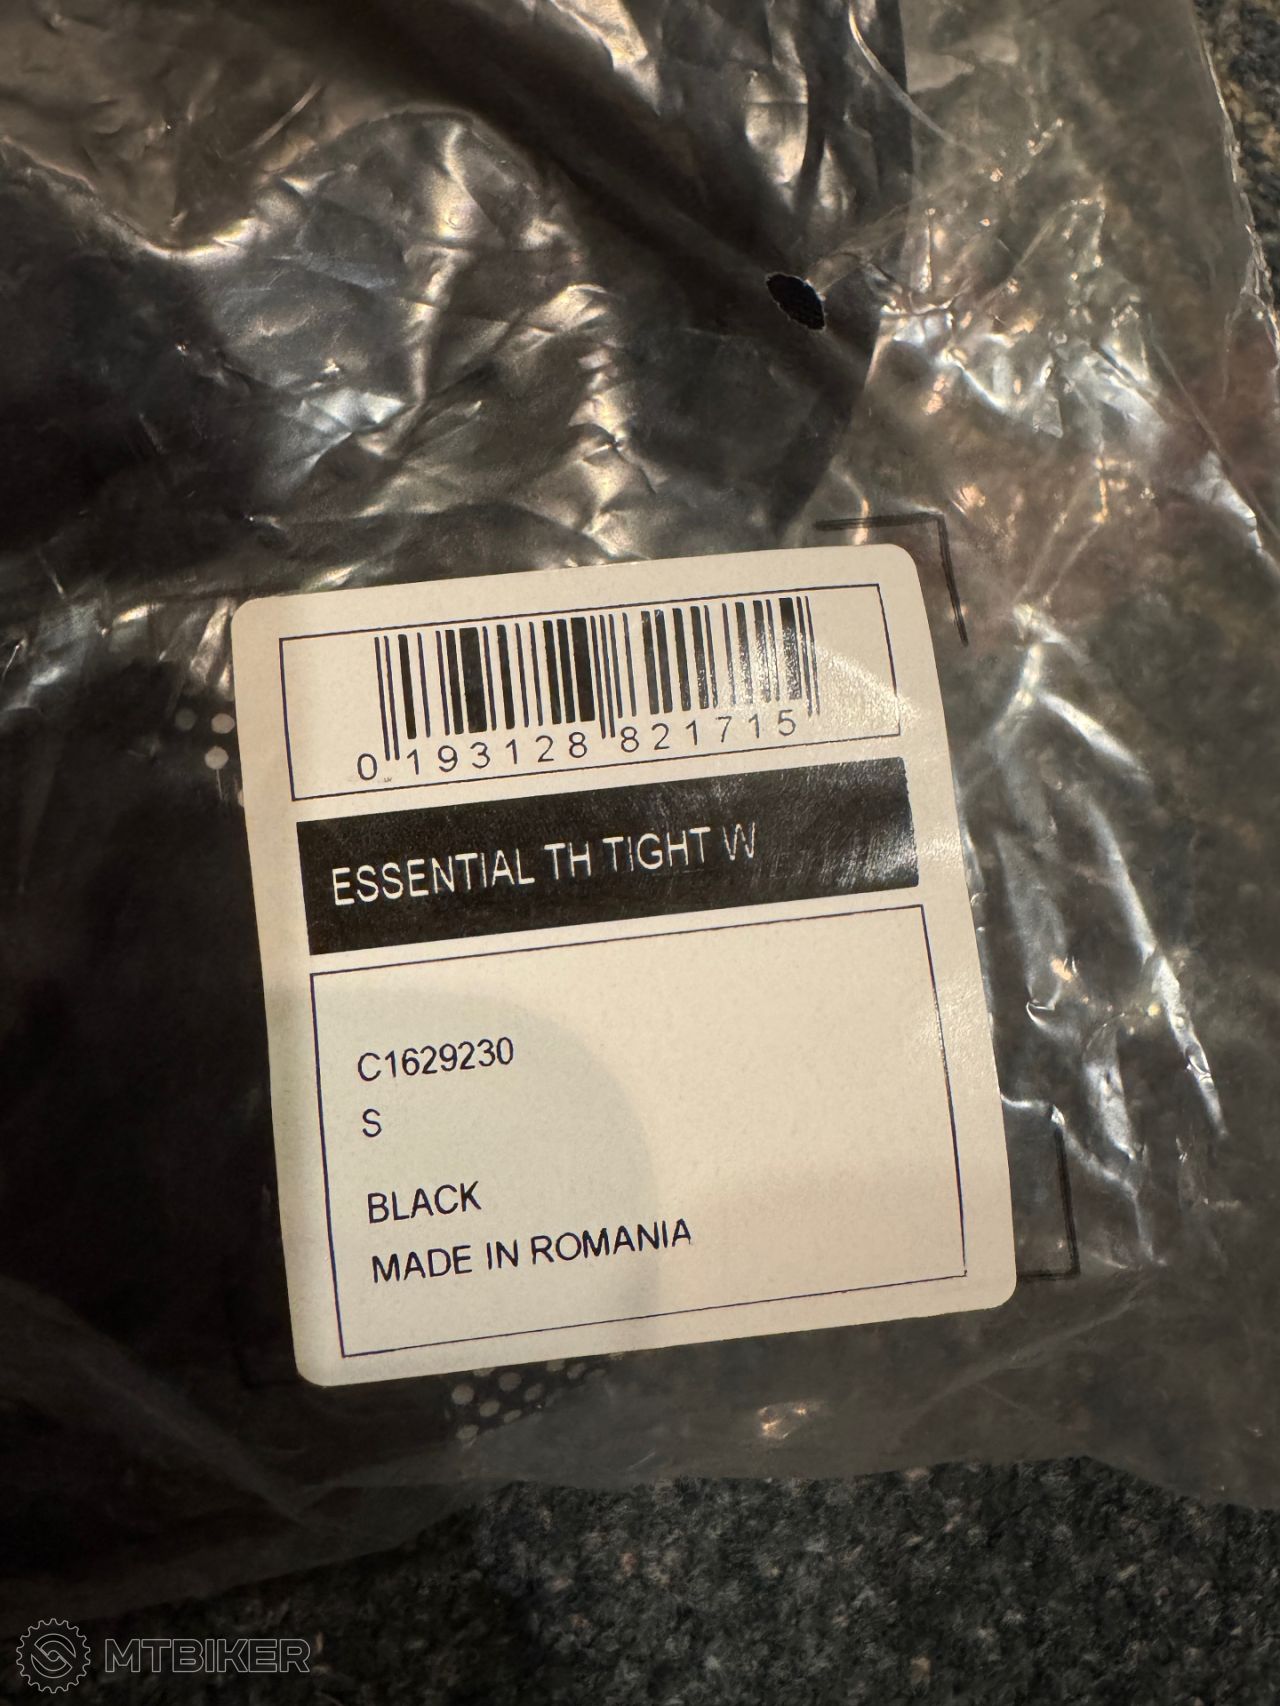 0 193128 821715
ESSENTIAL TH TIGHT W
C1629230
S
BLACK
MADE IN ROMANIA
MTBIKER